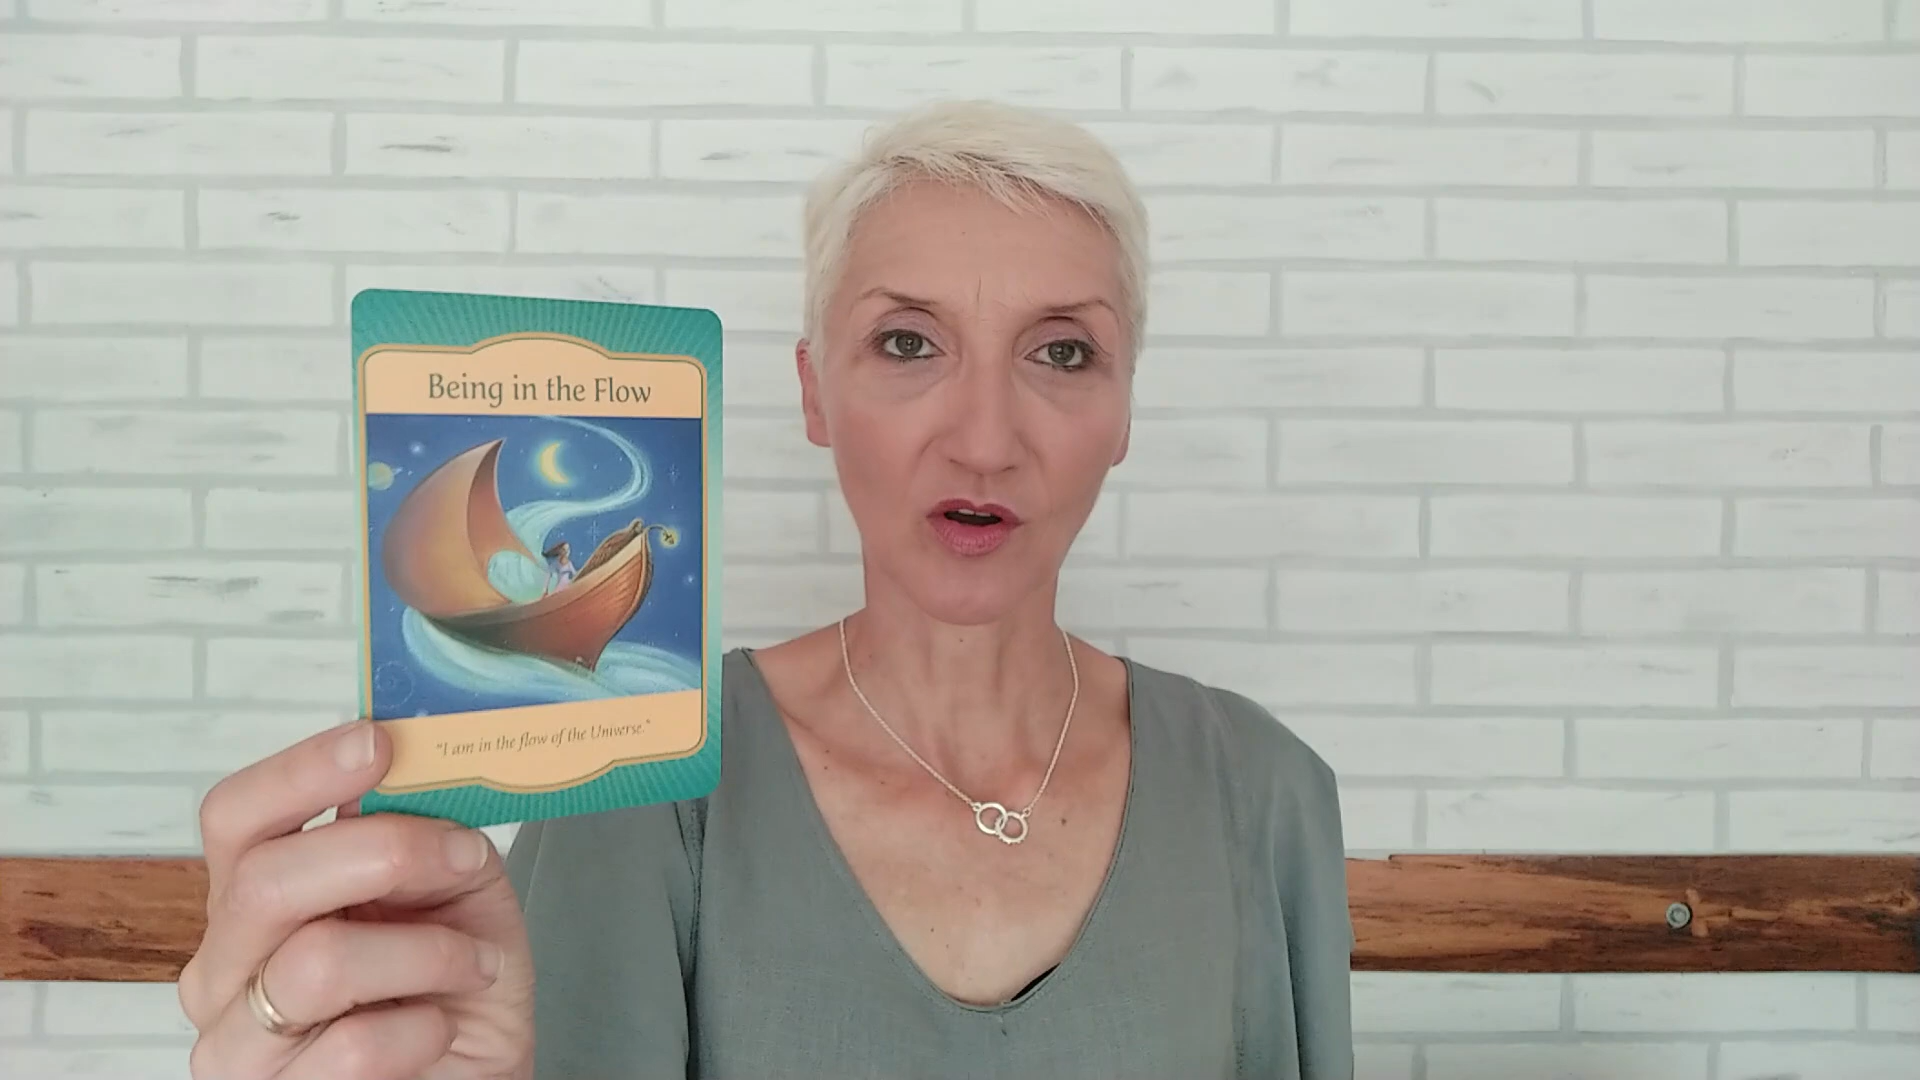 Being in the Flow
"I am in the flow of the Universe."